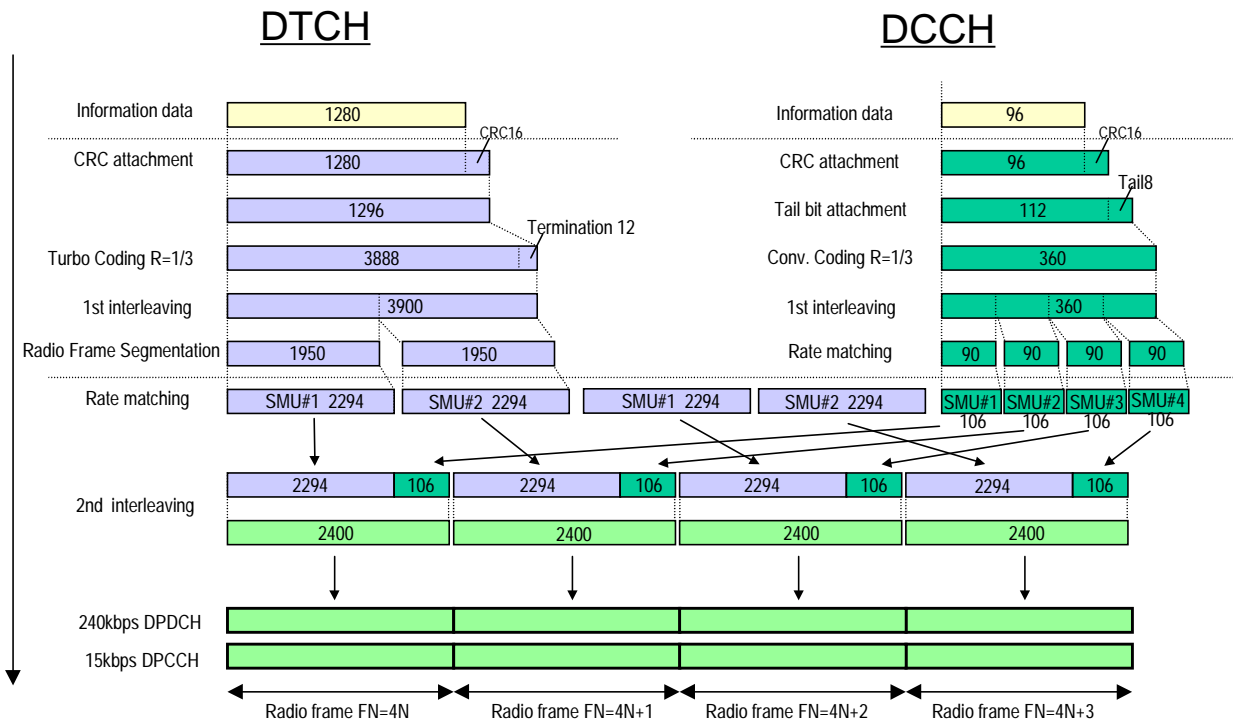 DTCH
DCCH
Information data
1280
Information data
96
CRC16
CRC16
CRC attachment
1280
CRC attachment
96
Tail8
1296
Tail bit attachment
112
Termination 12
Turbo Coding R=1/3
3888
Conv. Coding R=1/3
360
1st interleaving
3900
1st interleaving
360
Radio Frame Segmentation
1950
1950
Rate matching
90
90
90
90
Rate matching
SMU#1 2294
SMU#2 2294
SMU#1 2294
SMU#2 2294
SMU#1
106
SMU#2
106
SMU#3
106
SMU#4
106
2nd interleaving
2294
106
2294
106
2294
106
2294
106
2400
2400
2400
2400
240kbps DPDCH
15kbps DPCCH
Radio frame FN=4N
Radio frame FN=4N+1
Radio frame FN=4N+2
Radio frame FN=4N+3